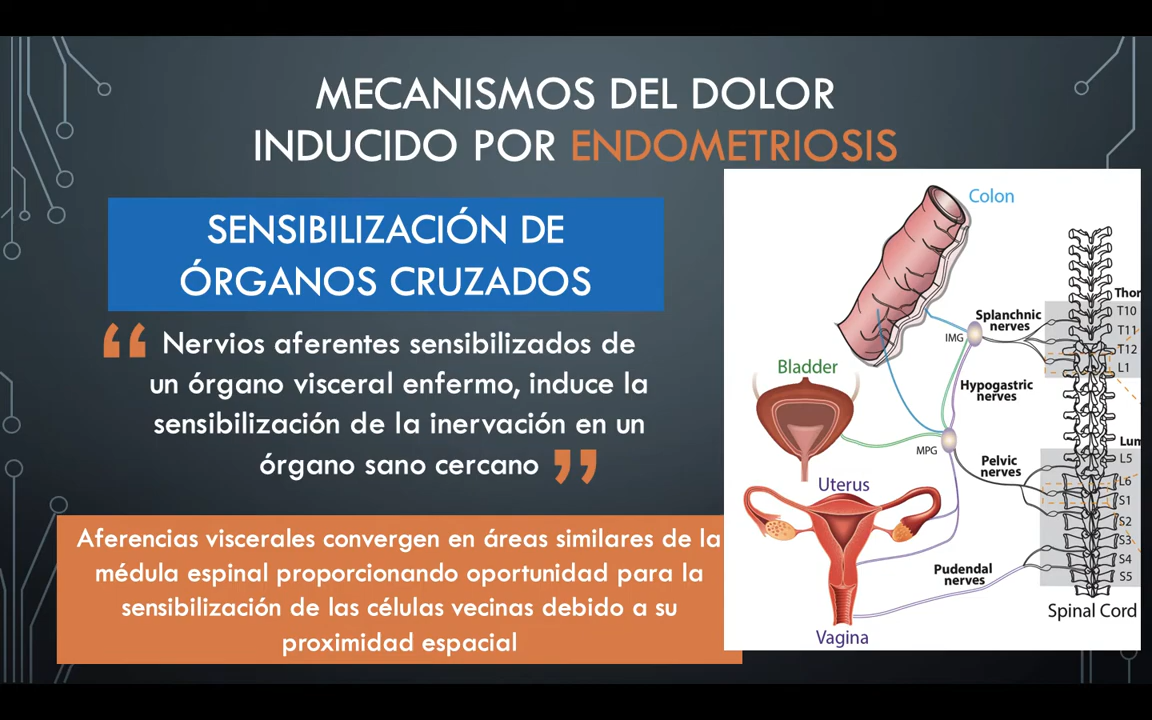 MECANISMOS DEL DOLOR
INDUCIDO POR ENDOMETRIOSIS
SENSIBILIZACIÓN DE
ÓRGANOS CRUZADOS
“ Nervios aferentes sensibilizados de
un órgano visceral enfermo, induce la
sensibilización de la inervación en un
órgano sano cercano ”
Aferencias viscerales convergen en áreas similares de la
médula espinal proporcionando oportunidad para la
sensibilización de las células vecinas debido a su
proximidad espacial
Colon
Splanchnic
nerves
IMG
Thor
T10
T11
T12
L1
Bladder
Hypogastric
nerves
MPG
Lum
Pelvic
nerves
L5
L6
S1
S2
S3
S4
S5
Uterus
Pudendal
nerves
Spinal Cord
Vagina